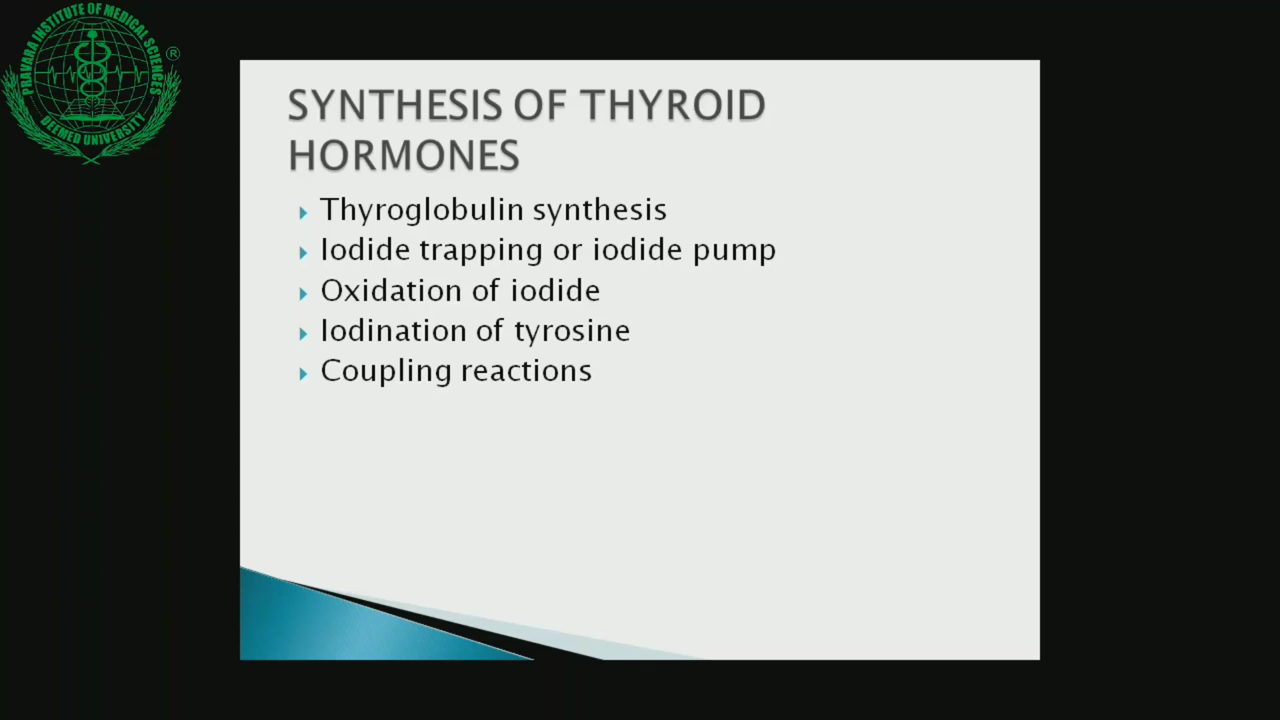 PRAVARA INSTITUTE OF MEDICAL SCIENCES
®
DEEMED UNIVERSITY
SYNTHESIS OF THYROID
HORMONES
Thyroglobulin synthesis
Iodide trapping or iodide pump
Oxidation of iodide
Iodination of tyrosine
Coupling reactions